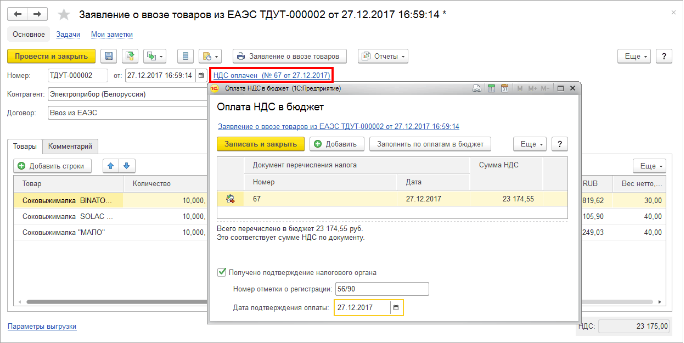 Заявление о ввозе товаров из ЕАЭС ТДУТ-000002 от 27.12.2017 16:59:14 *
Основное Задачи Мои заметки
Провести и закрыть Заявление о ввозе товаров Отчеты Еще ?
Номер: ТДУТ-000002 от: 27.12.2017 16:59:14 НДС оплачен (№ 67 от 27.12.2017)
Контрагент: Электроприбор (Белоруссия)
Договор: Ввоз из ЕАЭС
Товары Комментарий
Добавить строки Еще
Товар Количество RUB Вес нетто,...
Соковыжималка BINATO... 10,000, 819,62 30,00
Соковыжималка SOLAC ... 10,000, 105,90 40,00
Соковыжималка "МАЛО" 10,000, 249,03 40,00
Параметры выгрузки НДС: 23 175,00
Оплата НДС в бюджет (1С:Предприятие) M M+ M-
Оплата НДС в бюджет
Заявление о ввозе товаров из ЕАЭС ТДУТ-000002 от 27.12.2017 16:59:14
Записать и закрыть Добавить Заполнить по оплатам в бюджет Еще ?
Документ перечисления налога Сумма НДС
Номер Дата
67 27.12.2017 23 174,55
Всего перечислено в бюджет 23 174,55 руб.
Это соответствует сумме НДС по документу.
Получено подтверждение налогового органа
Номер отметки о регистрации: 56/90
Дата подтверждения оплаты: 27.12.2017